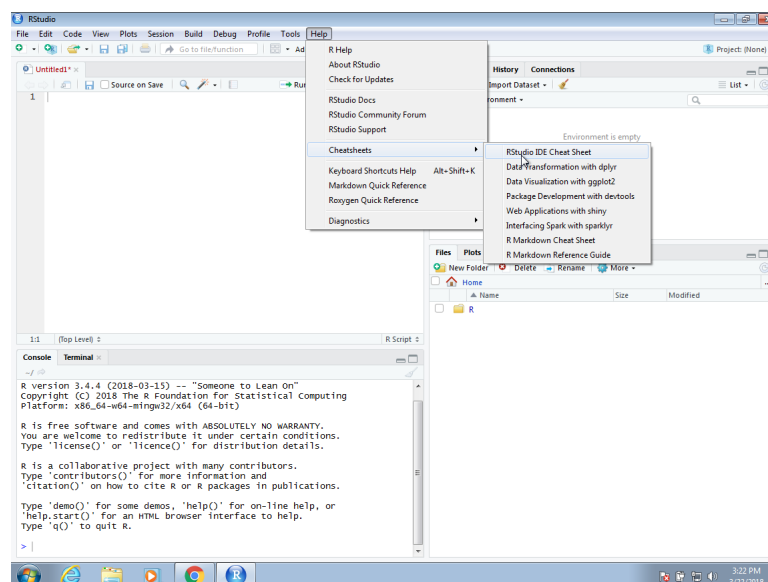 RStudio
File Edit Code View Plots Session Build Debug Profile Tools Help
Go to file/function
Project: (None)
Untitled1*
Source on Save
1
1:1 (Top Level) R Script
R Help
About RStudio
Check for Updates
RStudio Docs
RStudio Community Forum
RStudio Support
Cheatsheets
Keyboard Shortcuts Help Alt+Shift+K
Markdown Quick Reference
Roxygen Quick Reference
Diagnostics
RStudio IDE Cheat Sheet
Data Transformation with dplyr
Data Visualization with ggplot2
Package Development with devtools
Web Applications with shiny
Interfacing Spark with sparklyr
R Markdown Cheat Sheet
R Markdown Reference Guide
History Connections
Import Dataset List
Environment is empty
Files Plots
New Folder Delete Rename More
Home
Name Size Modified
R
Console Terminal
~/
R version 3.4.4 (2018-03-15) -- "Someone to Lean On"
Copyright (C) 2018 The R Foundation for Statistical Computing
Platform: x86_64-w64-mingw32/x64 (64-bit)
R is free software and comes with ABSOLUTELY NO WARRANTY.
You are welcome to redistribute it under certain conditions.
Type 'license()' or 'licence()' for distribution details.
R is a collaborative project with many contributors.
Type 'contributors()' for more information and
'citation()' on how to cite R or R packages in publications.
Type 'demo()' for some demos, 'help()' for on-line help, or
'help.start()' for an HTML browser interface to help.
Type 'q()' to quit R.
>
3:22 PM